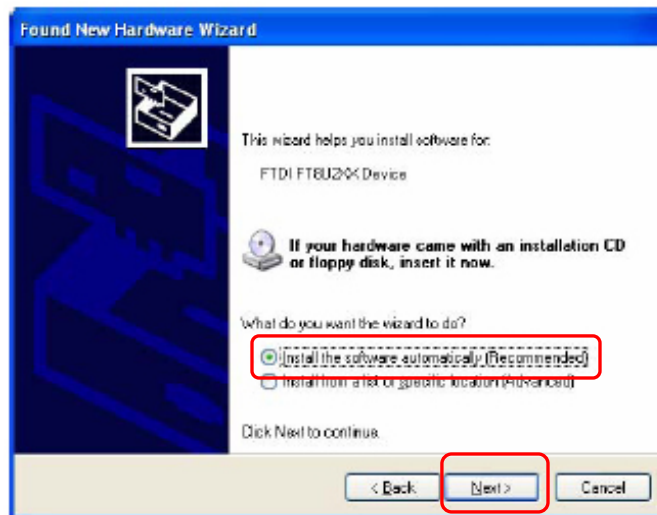 Found New Hardware Wizard
This wizard helps you install software for:
FTDI FT8U2XX Device
If your hardware came with an installation CD
or floppy disk, insert it now.
What do you want the wizard to do?
Install the software automatically (Recommended)
Install from a list or specific location (Advanced)
Click Next to continue.
< Back
Next >
Cancel